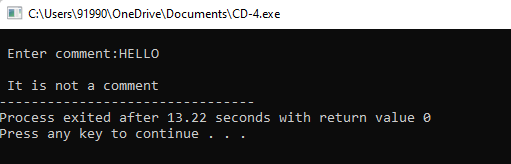 C:\Users\91990\OneDrive\Documents\CD-4.exe
Enter comment:HELLO
It is not a comment
--------------------------------
Process exited after 13.22 seconds with return value 0
Press any key to continue . . .